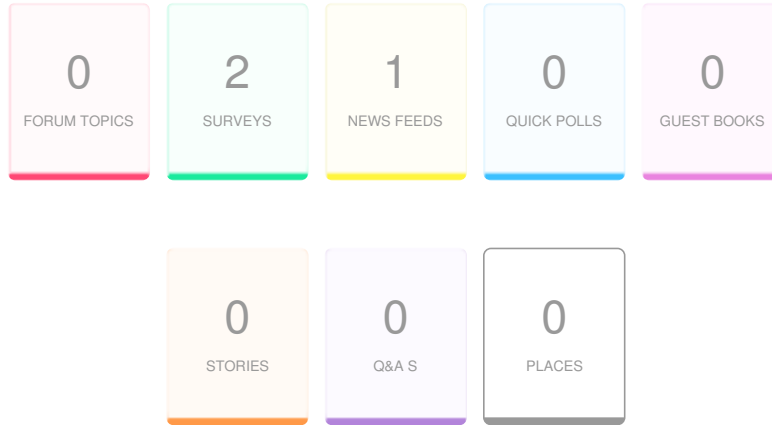 0 2 1 0 0
FORUM TOPICS SURVEYS NEWS FEEDS QUICK POLLS GUEST BOOKS
0 0 0
STORIES Q&A S PLACES